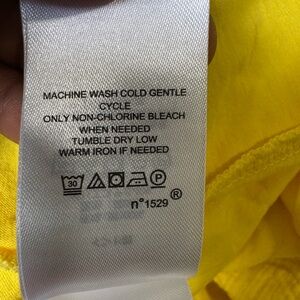 MACHINE WASH COLD GENTLE
CYCLE
ONLY NON-CHLORINE BLEACH
WHEN NEEDED
TUMBLE DRY LOW
WARM IRON IF NEEDED
30 P
n°1529 ®